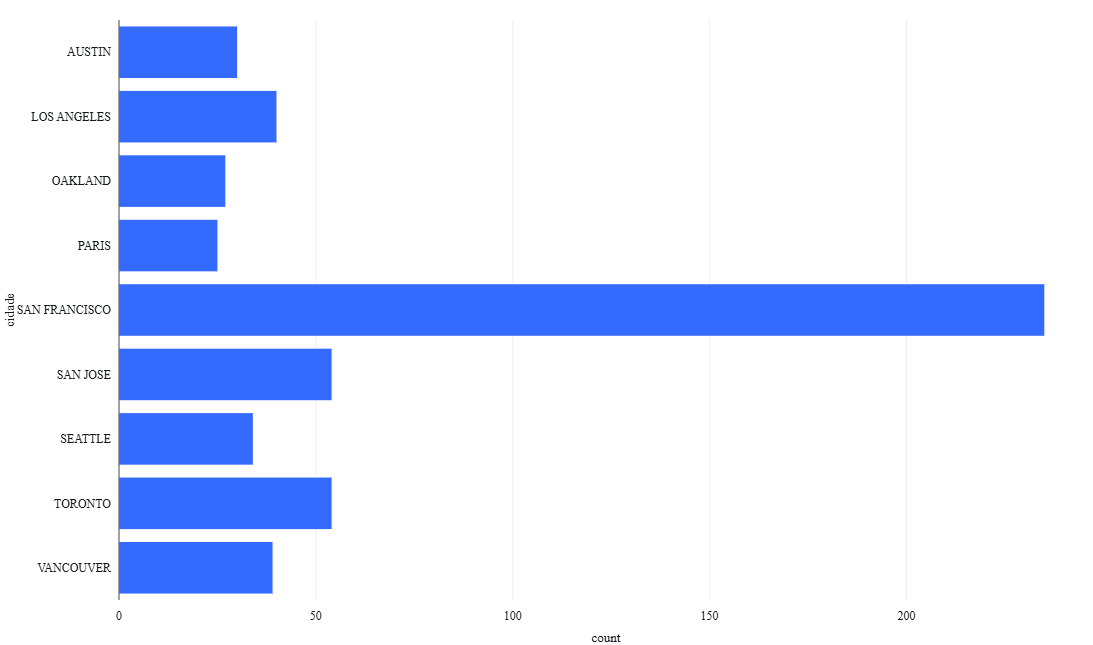 AUSTIN
LOS ANGELES
OAKLAND
PARIS
cidade
SAN FRANCISCO
SAN JOSE
SEATTLE
TORONTO
VANCOUVER
0 50 100 150 200
count